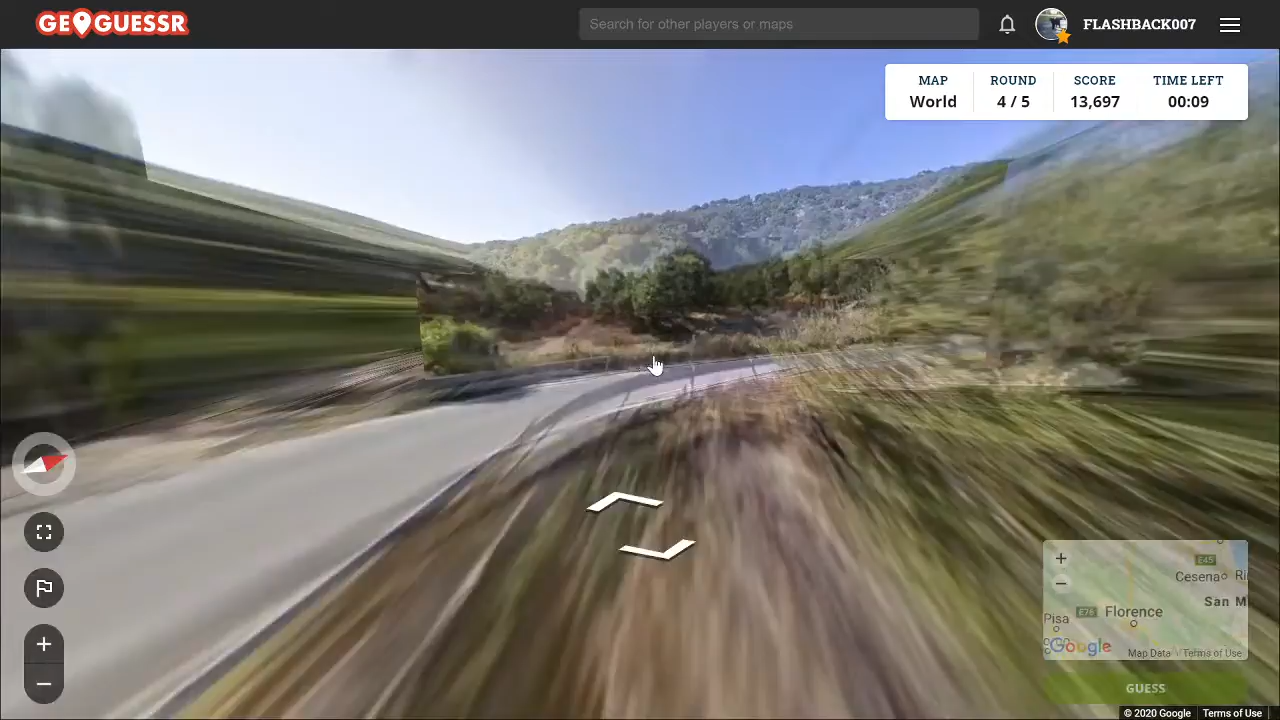 GEOGUESSR
Search for other players or maps
FLASHBACK007
MAP
World
ROUND
4 / 5
SCORE
13,697
TIME LEFT
00:09
+
−
E45
Cesena
San M
E76
Florence
Pisa
Google
Map Data
Terms of Use
GUESS
© 2020 Google
Terms of Use